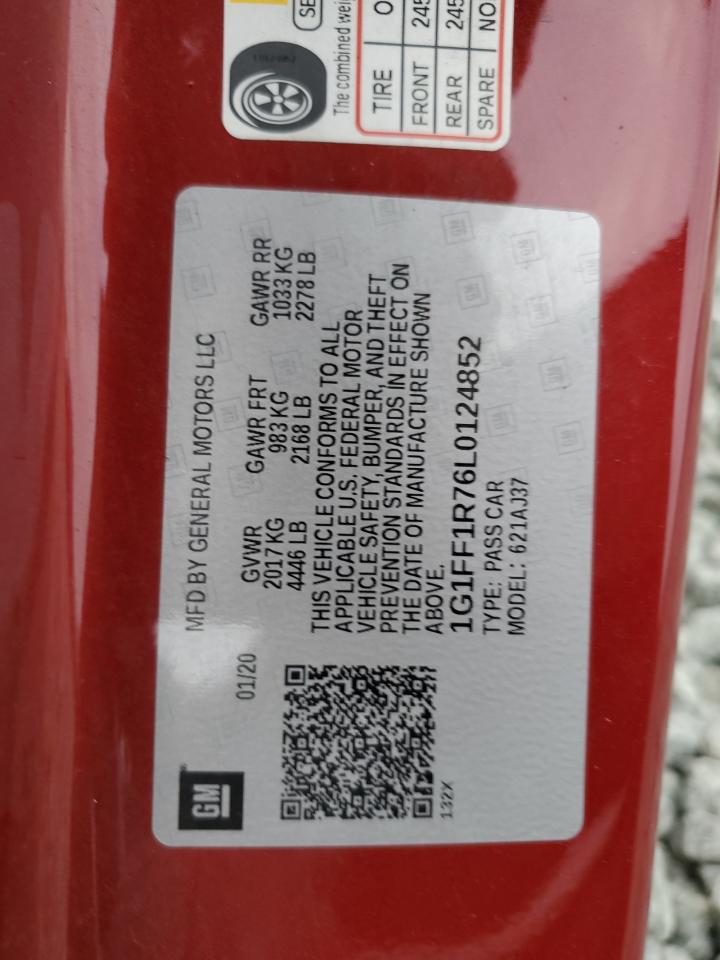 The combined wei
TIRE
FRONT 245
REAR 245
SPARE NO
GM
MFD BY GENERAL MOTORS LLC
01/20
GVWR GAWR FRT GAWR RR
2017 KG 983 KG 1033 KG
4446 LB 2168 LB 2278 LB
THIS VEHICLE CONFORMS TO ALL
APPLICABLE U.S. FEDERAL MOTOR
VEHICLE SAFETY, BUMPER, AND THEFT
PREVENTION STANDARDS IN EFFECT ON
THE DATE OF MANUFACTURE SHOWN
ABOVE.
1G1FF1R76L0124852
TYPE: PASS CAR
MODEL: 621AJ37
132X